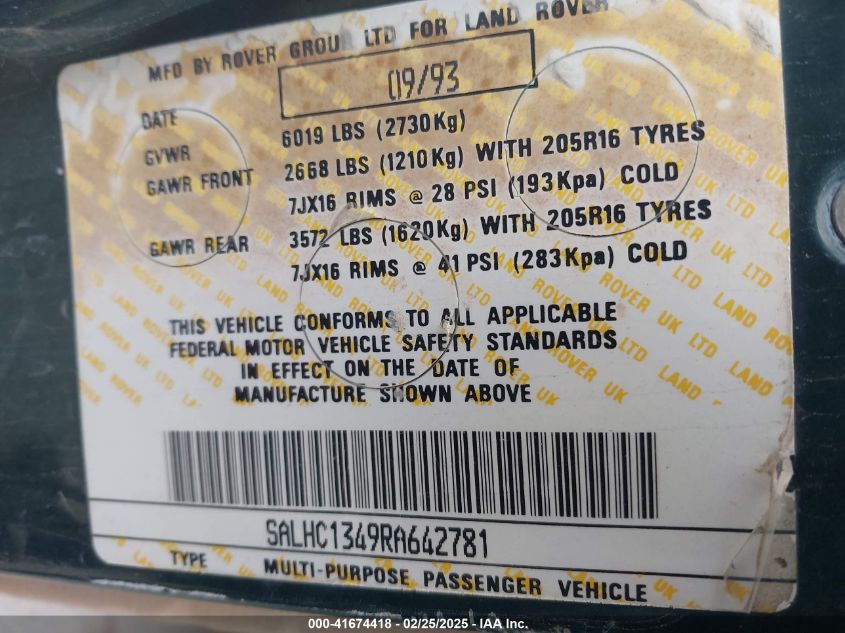 MFD BY ROVER GROUP LTD FOR LAND ROVER
DATE 09/93
GVWR 6019 LBS (2730Kg)
GAWR FRONT 2668 LBS (1210Kg) WITH 205R16 TYRES
7JX16 RIMS @ 28 PSI (193Kpa) COLD
GAWR REAR 3572 LBS (1620Kg) WITH 205R16 TYRES
7JX16 RIMS @ 41 PSI (283Kpa) COLD
THIS VEHICLE CONFORMS TO ALL APPLICABLE
FEDERAL MOTOR VEHICLE SAFETY STANDARDS
IN EFFECT ON THE DATE OF
MANUFACTURE SHOWN ABOVE
SALHC1349RA642781
TYPE MULTI-PURPOSE PASSENGER VEHICLE
000-41674418 - 02/25/2025 - IAA Inc.